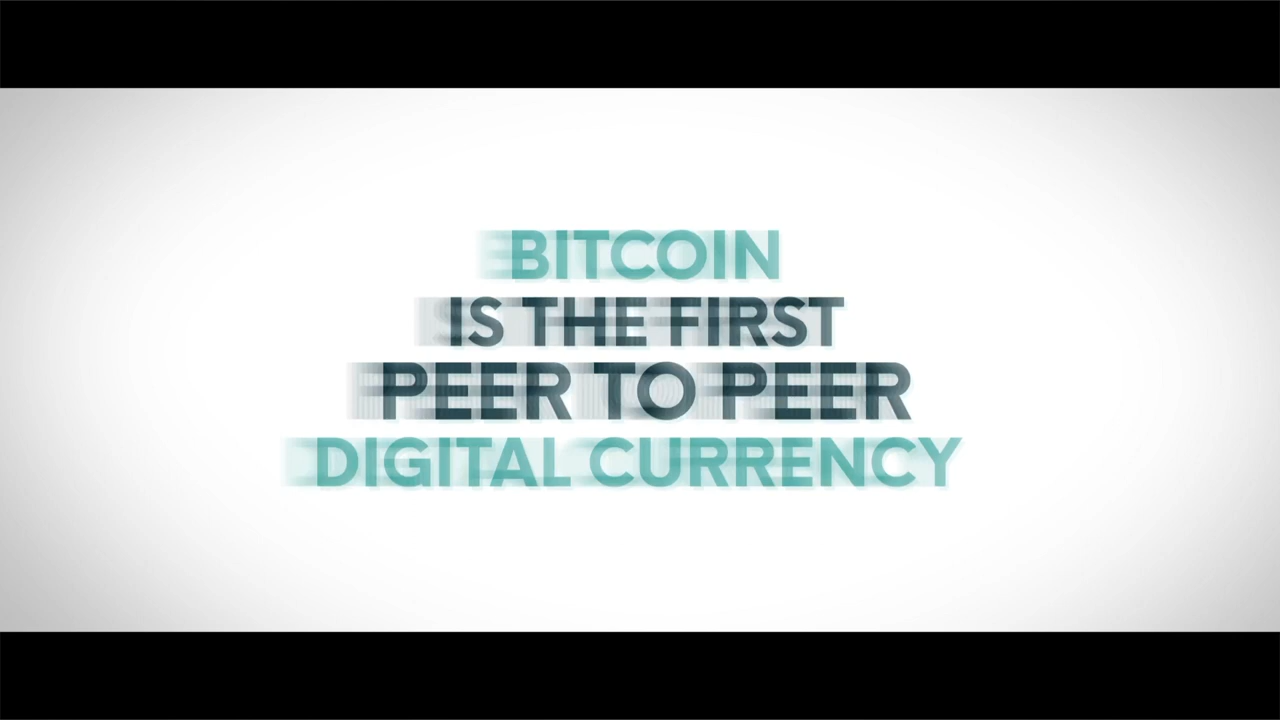 BITCOIN
IS THE FIRST
PEER TO PEER
DIGITAL CURRENCY